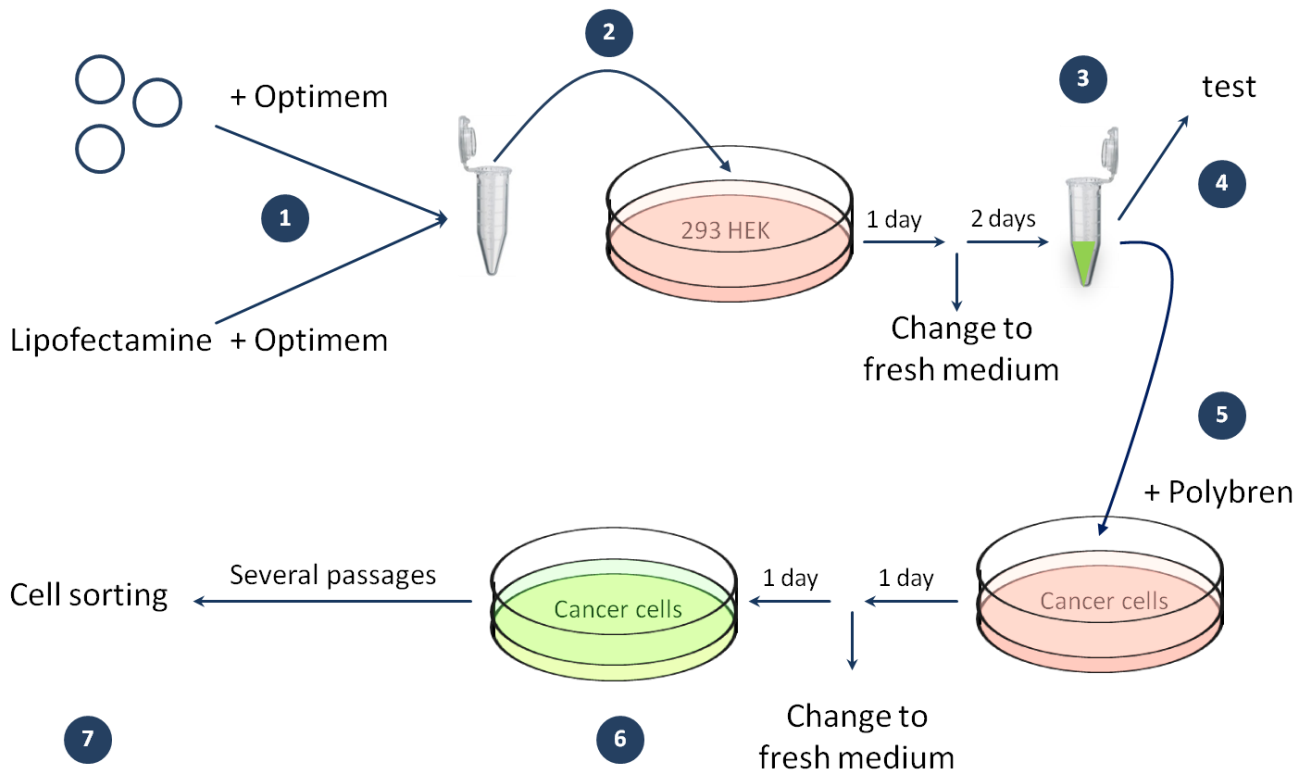 2
3
+ Optimem
test
1
4
293 HEK
1 day
2 days
Lipofectamine + Optimem
Change to
fresh medium
5
+ Polybren
Cell sorting
Several passages
Cancer cells
1 day
1 day
Cancer cells
7
6
Change to
fresh medium